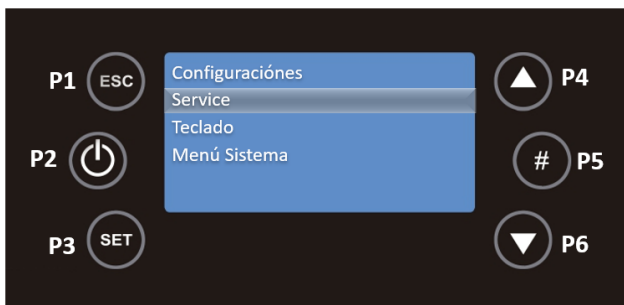 P1 ESC
Configuraciónes
P4
Service
Teclado
P2
Menú Sistema
# P5
P3 SET
P6